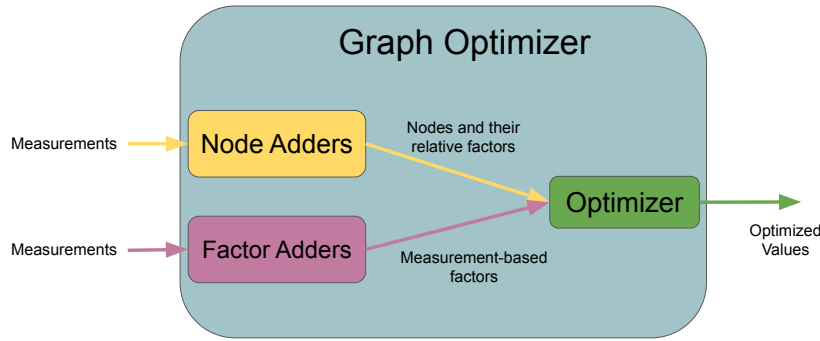 Graph Optimizer
Measurements
Node Adders
Nodes and their
relative factors
Optimizer
Measurements
Factor Adders
Measurement-based
factors
Optimized
Values